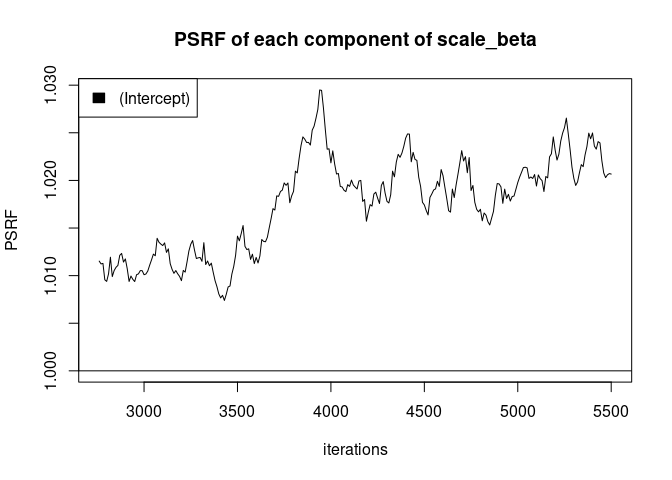 PSRF of each component of scale_beta
(Intercept)
PSRF
1.030
1.020
1.010
1.000
3000 3500 4000 4500 5000 5500
iterations